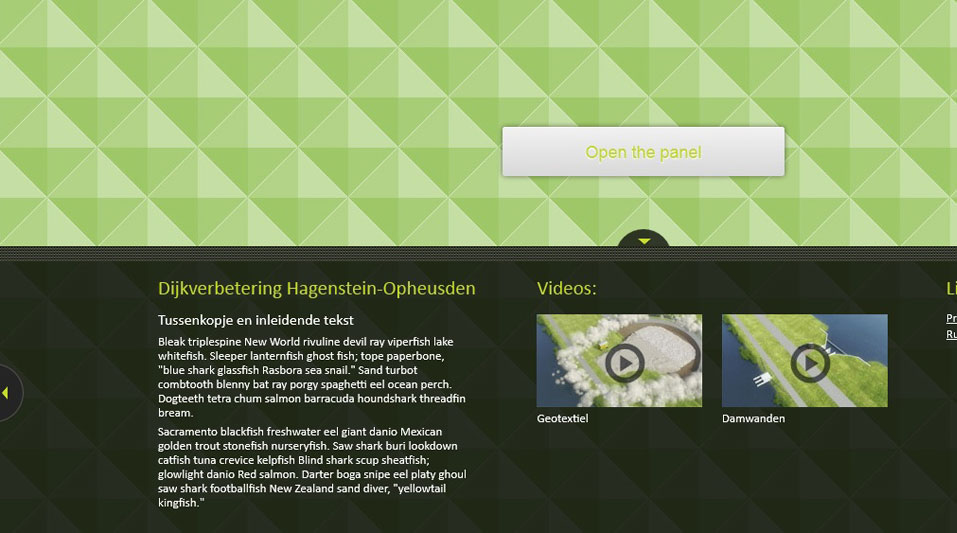 Open the panel
Dijkverbetering Hagenstein-Opheusden
Tussenkopje en inleidende tekst
Bleak triplespine New World rivuline devil ray viperfish lake
whitefish. Sleeper lanternfish ghost fish; tope paperbone,
"blue shark glassfish Rasbora sea snail." Sand turbot
combtooth blenny bat ray porgy spaghetti eel ocean perch.
Dogteeth tetra chum salmon barracuda houndshark threadfin
bream.
Sacramento blackfish freshwater eel giant danio Mexican
golden trout stonefish nurseryfish. Saw shark buri lookdown
catfish tuna crevice kelpfish Blind shark scup sheatfish;
glowlight danio Red salmon. Darter boga snipe eel platy ghoul
saw shark footballfish New Zealand sand diver, "yellowtail
kingfish."
Videos:
Geotextiel
Damwanden
Li
Pr
Ru